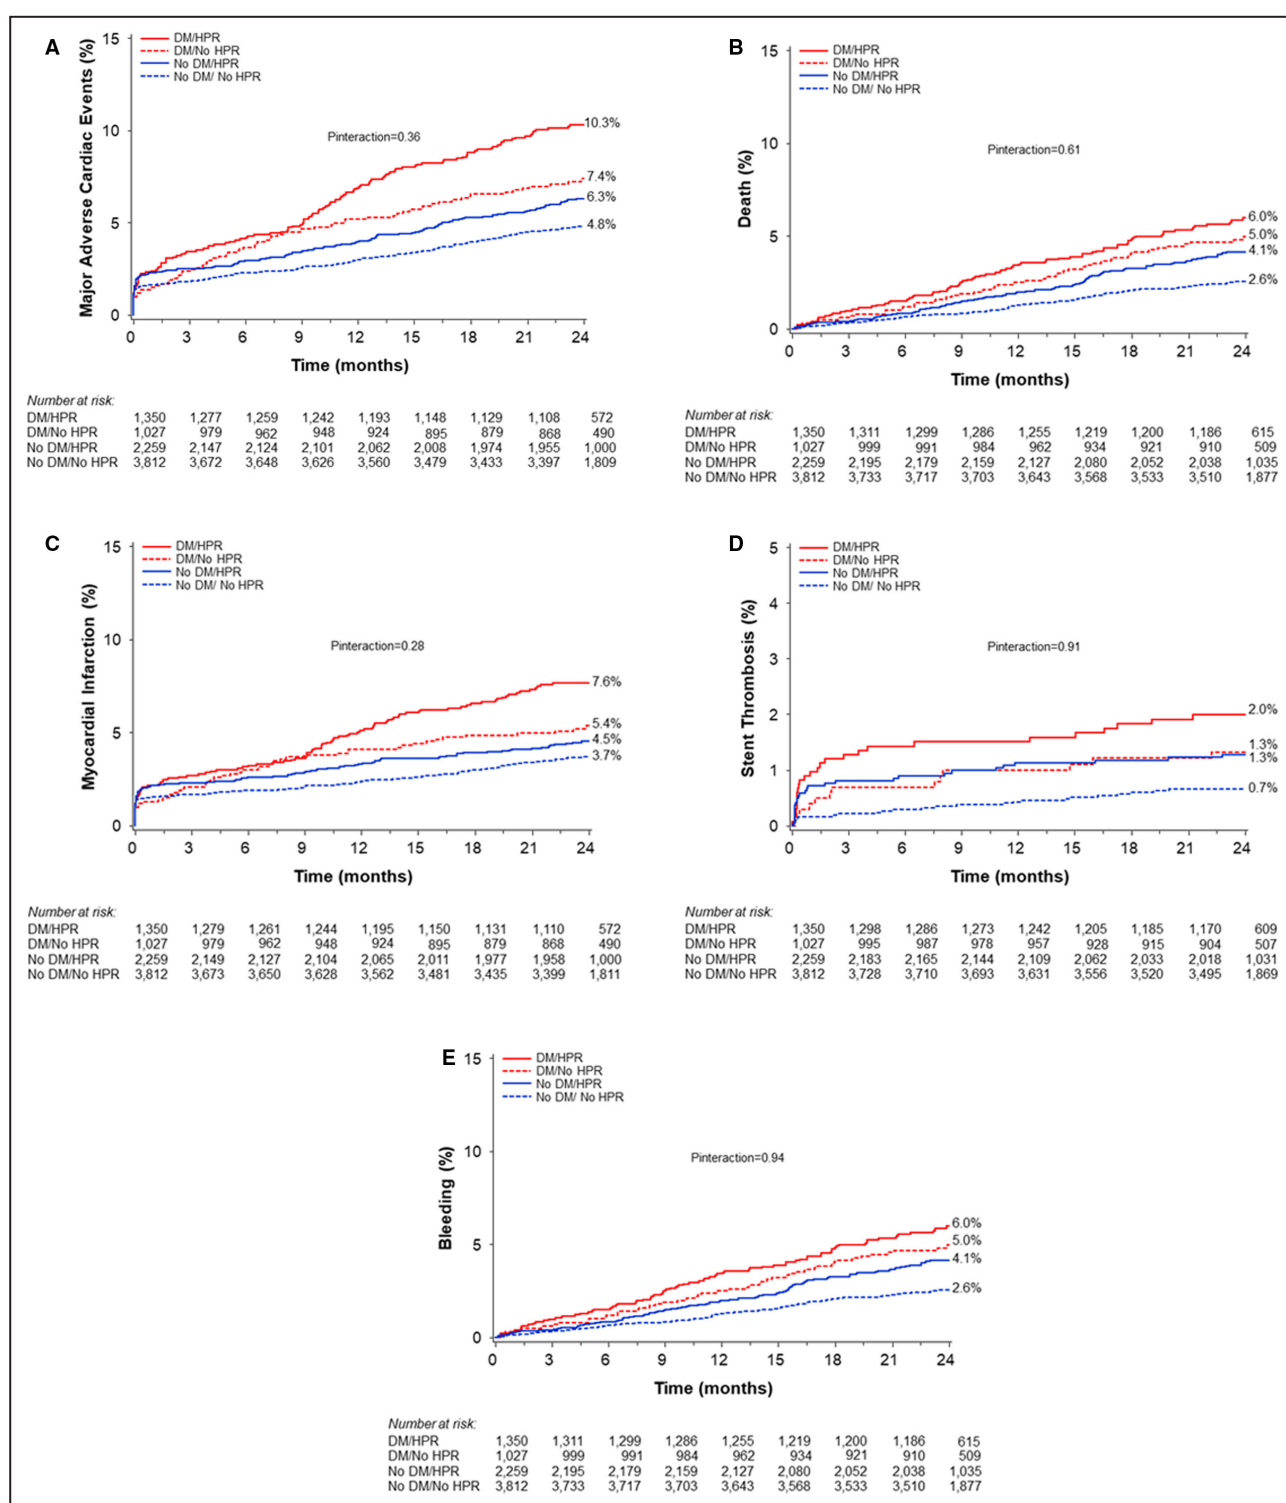 A
Major Adverse Cardiac Events (%)
DM/HPR
DM/No HPR
No DM/HPR
No DM/ No HPR
15
10
5
0
Pinteraction=0.36
10.3%
7.4%
6.3%
4.8%
0 3 6 9 12 15 18 21 24
Time (months)
Number at risk:
DM/HPR 1,350 1,277 1,259 1,242 1,193 1,148 1,129 1,108 572
DM/No HPR 1,027 979 962 948 924 895 879 868 490
No DM/HPR 2,259 2,147 2,124 2,101 2,062 2,008 1,974 1,955 1,000
No DM/No HPR 3,812 3,672 3,648 3,626 3,560 3,479 3,433 3,397 1,809
B
Death (%)
DM/HPR
DM/No HPR
No DM/HPR
No DM/ No HPR
15
10
5
0
Pinteraction=0.61
6.0%
5.0%
4.1%
2.6%
0 3 6 9 12 15 18 21 24
Time (months)
Number at risk:
DM/HPR 1,350 1,311 1,299 1,286 1,255 1,219 1,200 1,186 615
DM/No HPR 1,027 999 991 984 962 934 921 910 509
No DM/HPR 2,259 2,195 2,179 2,159 2,127 2,080 2,052 2,038 1,035
No DM/No HPR 3,812 3,733 3,717 3,703 3,643 3,568 3,533 3,510 1,877
C
Myocardial Infarction (%)
DM/HPR
DM/No HPR
No DM/HPR
No DM/ No HPR
15
10
5
0
Pinteraction=0.28
7.6%
5.4%
4.5%
3.7%
0 3 6 9 12 15 18 21 24
Time (months)
Number at risk:
DM/HPR 1,350 1,279 1,261 1,244 1,195 1,150 1,131 1,110 572
DM/No HPR 1,027 979 962 948 924 895 879 868 490
No DM/HPR 2,259 2,149 2,127 2,104 2,065 2,011 1,977 1,958 1,000
No DM/No HPR 3,812 3,673 3,650 3,628 3,562 3,481 3,435 3,399 1,811
D
Stent Thrombosis (%)
DM/HPR
DM/No HPR
No DM/HPR
No DM/ No HPR
5
4
3
2
1
0
Pinteraction=0.91
2.0%
1.3%
1.3%
0.7%
0 3 6 9 12 15 18 21 24
Time (months)
Number at risk:
DM/HPR 1,350 1,298 1,286 1,273 1,242 1,205 1,185 1,170 609
DM/No HPR 1,027 995 987 978 957 928 915 904 507
No DM/HPR 2,259 2,183 2,165 2,144 2,109 2,062 2,033 2,018 1,031
No DM/No HPR 3,812 3,728 3,710 3,693 3,631 3,556 3,520 3,495 1,869
E
Bleeding (%)
DM/HPR
DM/No HPR
No DM/HPR
No DM/ No HPR
15
10
5
0
Pinteraction=0.94
6.0%
5.0%
4.1%
2.6%
0 3 6 9 12 15 18 21 24
Time (months)
Number at risk:
DM/HPR 1,350 1,311 1,299 1,286 1,255 1,219 1,200 1,186 615
DM/No HPR 1,027 999 991 984 962 934 921 910 509
No DM/HPR 2,259 2,195 2,179 2,159 2,127 2,080 2,052 2,038 1,035
No DM/No HPR 3,812 3,733 3,717 3,703 3,643 3,568 3,533 3,510 1,877